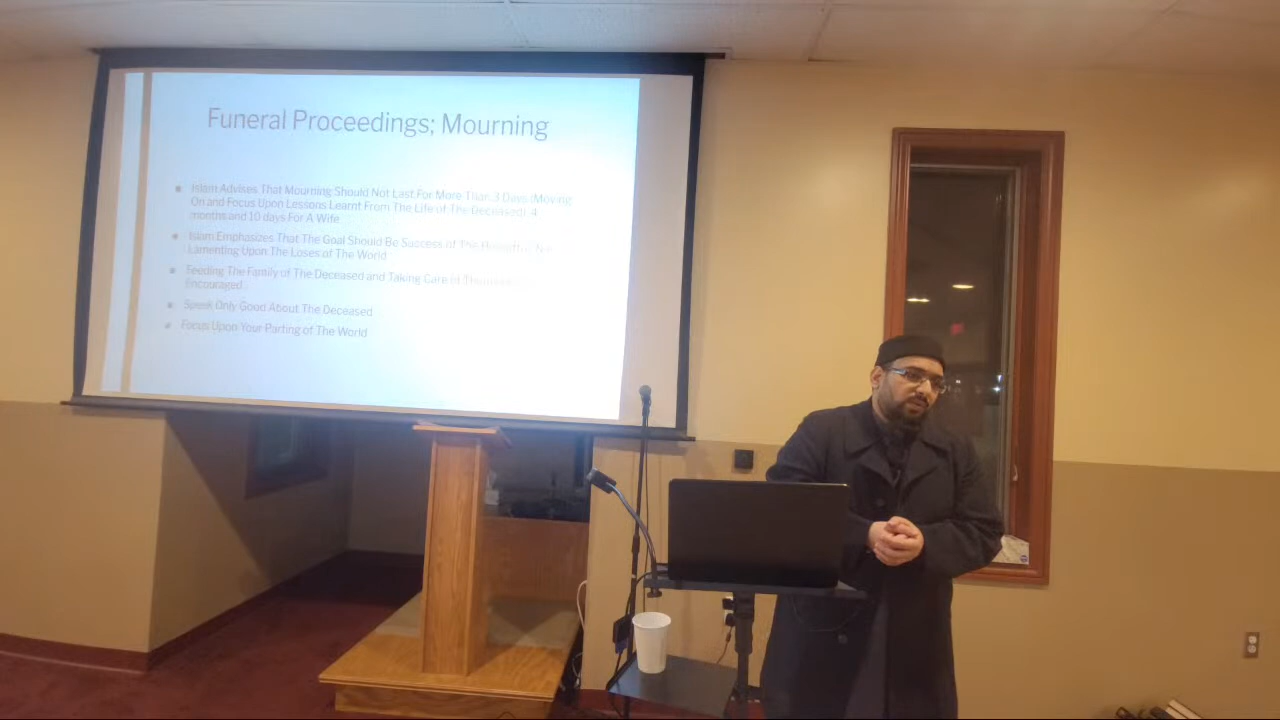 Funeral Proceedings; Mourning
Islam Advises That Mourning Should Not Last For More Than 3 Days (Moving
On and Focus Upon Lessons Learnt From The Life of The Deceased). 4
months and 10 days For A Wife
Islam Emphasizes That The Goal Should Be Success of The
Lamenting Upon The Loses of The World
Feeding The Family of The Deceased and Taking Care of
Encouraged
Speak Only Good About The Deceased
Focus Upon Your Parting of The World